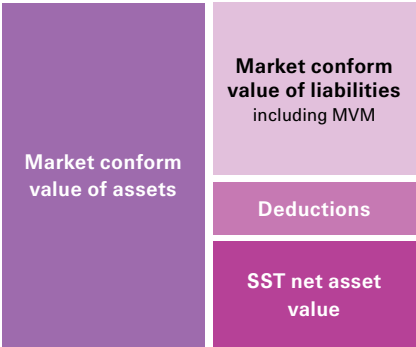 Market conform
value of assets
Market conform
value of liabilities
including MVM
Deductions
SST net asset
value